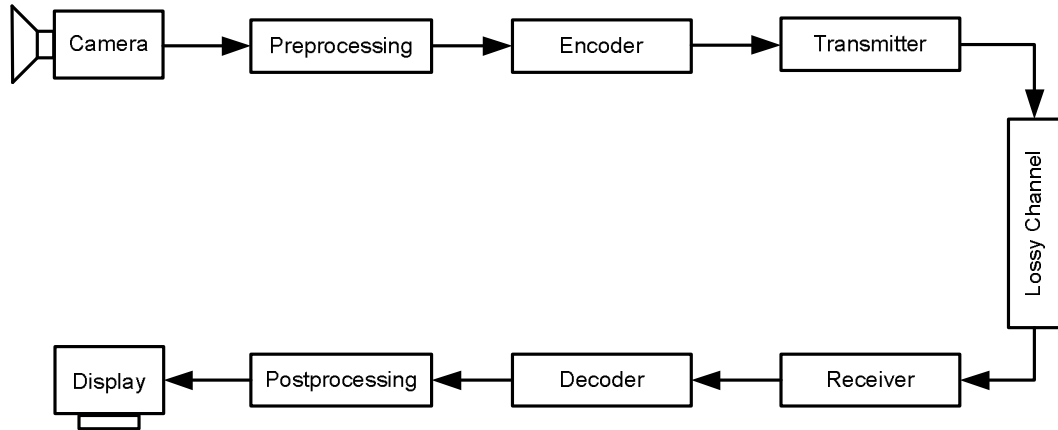 Camera
Preprocessing
Encoder
Transmitter
Lossy Channel
Receiver
Decoder
Postprocessing
Display